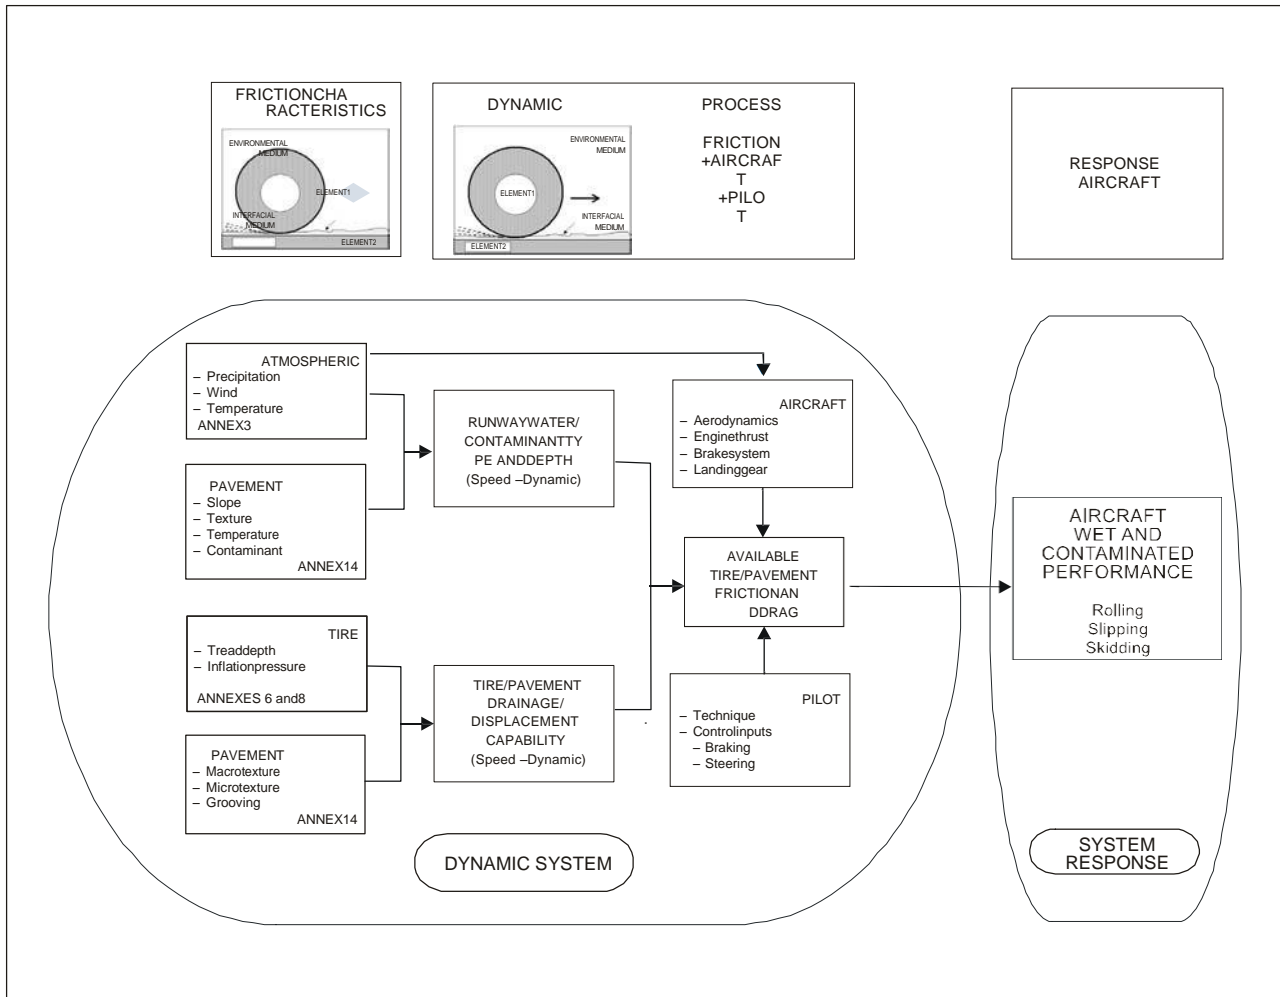 FRICTIONCHA
RACTERISTICS
ENVIRONMENTAL
MEDIUM
ELEMENT1
INTERFACIAL
MEDIUM
ELEMENT2
DYNAMIC
PROCESS
ENVIRONMENTAL
MEDIUM
ELEMENT1
INTERFACIAL
MEDIUM
ELEMENT2
FRICTION
+AIRCRAF
T
+PILO
T
RESPONSE
AIRCRAFT
ATMOSPHERIC
– Precipitation
– Wind
– Temperature
ANNEX3
PAVEMENT
– Slope
– Texture
– Temperature
– Contaminant
ANNEX14
TIRE
– Treaddepth
– Inflationpressure
ANNEXES 6 and8
PAVEMENT
– Macrotexture
– Microtexture
– Grooving
ANNEX14
RUNWAYWATER/
CONTAMINANTTY
PE ANDDEPTH
(Speed –Dynamic)
TIRE/PAVEMENT
DRAINAGE/
DISPLACEMENT
CAPABILITY
(Speed –Dynamic)
AIRCRAFT
– Aerodynamics
– Enginethrust
– Brakesystem
– Landinggear
AVAILABLE
TIRE/PAVEMENT
FRICTIONAN
DDRAG
PILOT
– Technique
– Controlinputs
– Braking
– Steering
DYNAMIC SYSTEM
AIRCRAFT
WET AND
CONTAMINATED
PERFORMANCE
Rolling
Slipping
Skidding
SYSTEM
RESPONSE